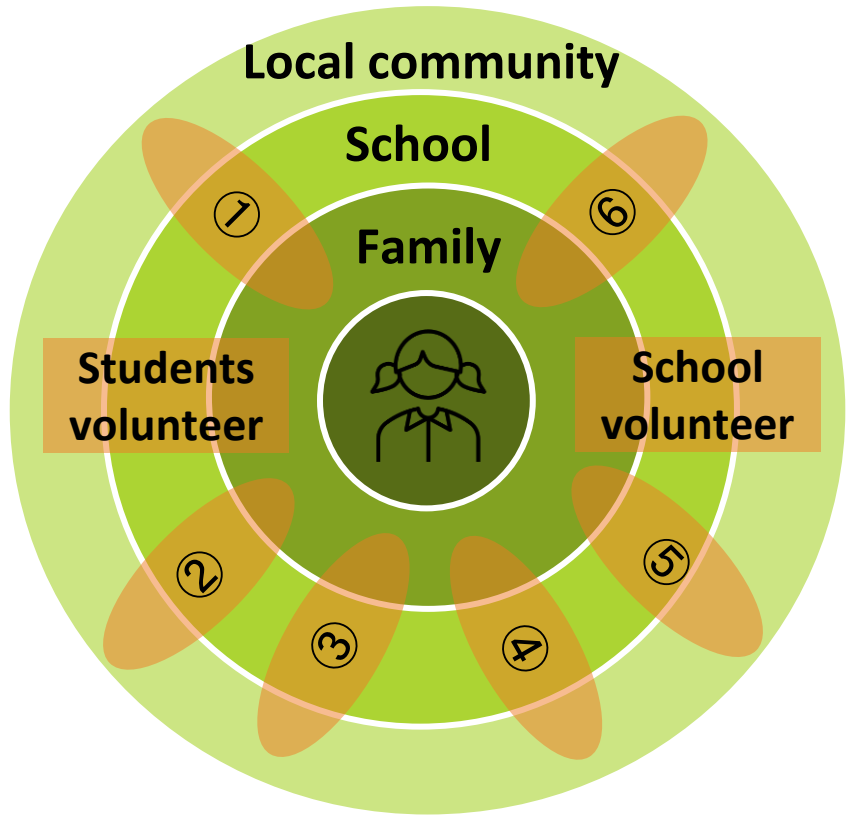 Local community
School
Family
①
⑥
Students
volunteer
School
volunteer
②
⑤
③
④